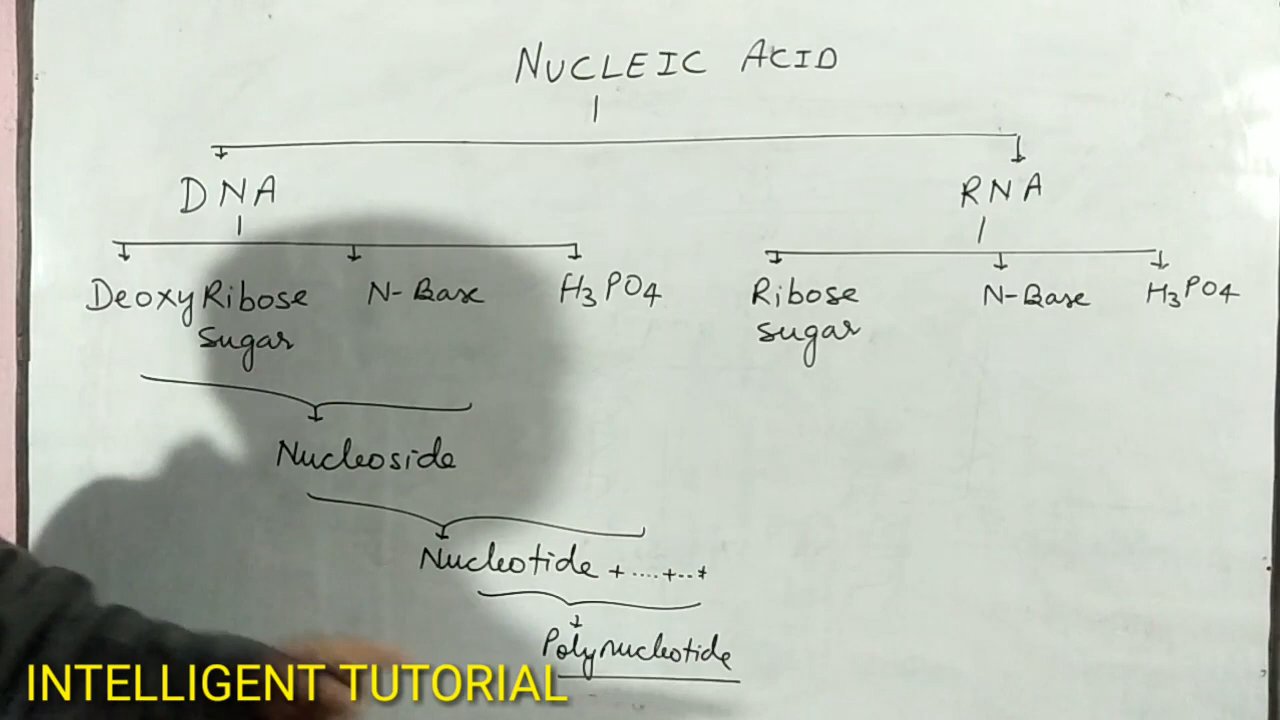 NUCLEIC ACID
DNA RNA
DeoxyRibose sugar N-Base H3PO4 Ribose sugar N-Base H3PO4
Nucleoside
Nucleotide + ....+..+
Polynucleotide
INTELLIGENT TUTORIAL